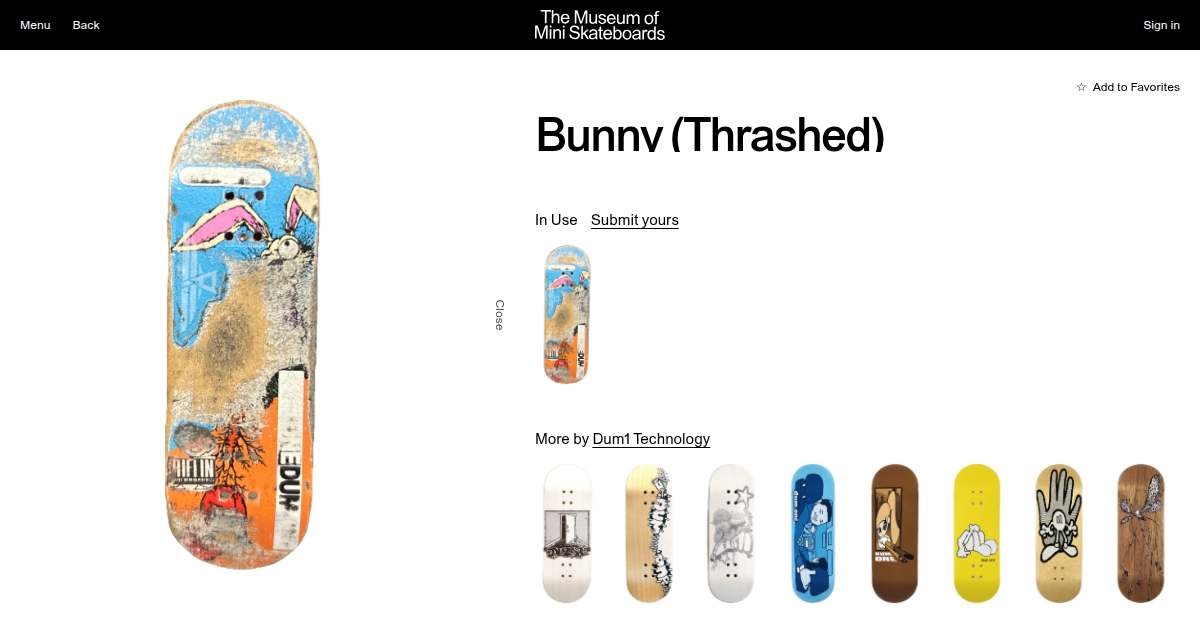 Menu
Back
The Museum of
Mini Skateboards
Sign in
☆ Add to Favorites
Bunny (Thrashed)
In Use
Submit yours
Close
More by Dum1 Technology